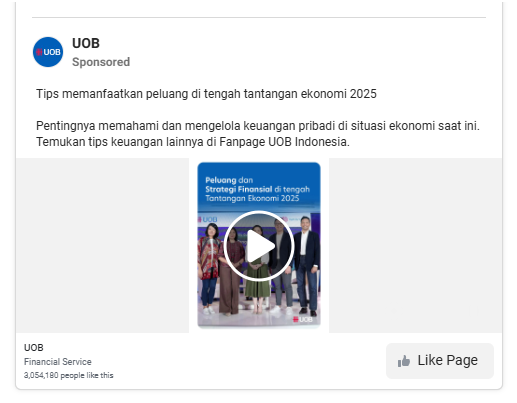 UOB
UOB
Sponsored
Tips memanfaatkan peluang di tengah tantangan ekonomi 2025
Pentingnya memahami dan mengelola keuangan pribadi di situasi ekonomi saat ini.
Temukan tips keuangan lainnya di Fanpage UOB Indonesia.
Peluang dan
Strategi Finansial di tengah
Tantangan Ekonomi 2025
UOB
UOB
UOB
Financial Service
3,054,180 people like this
Like Page